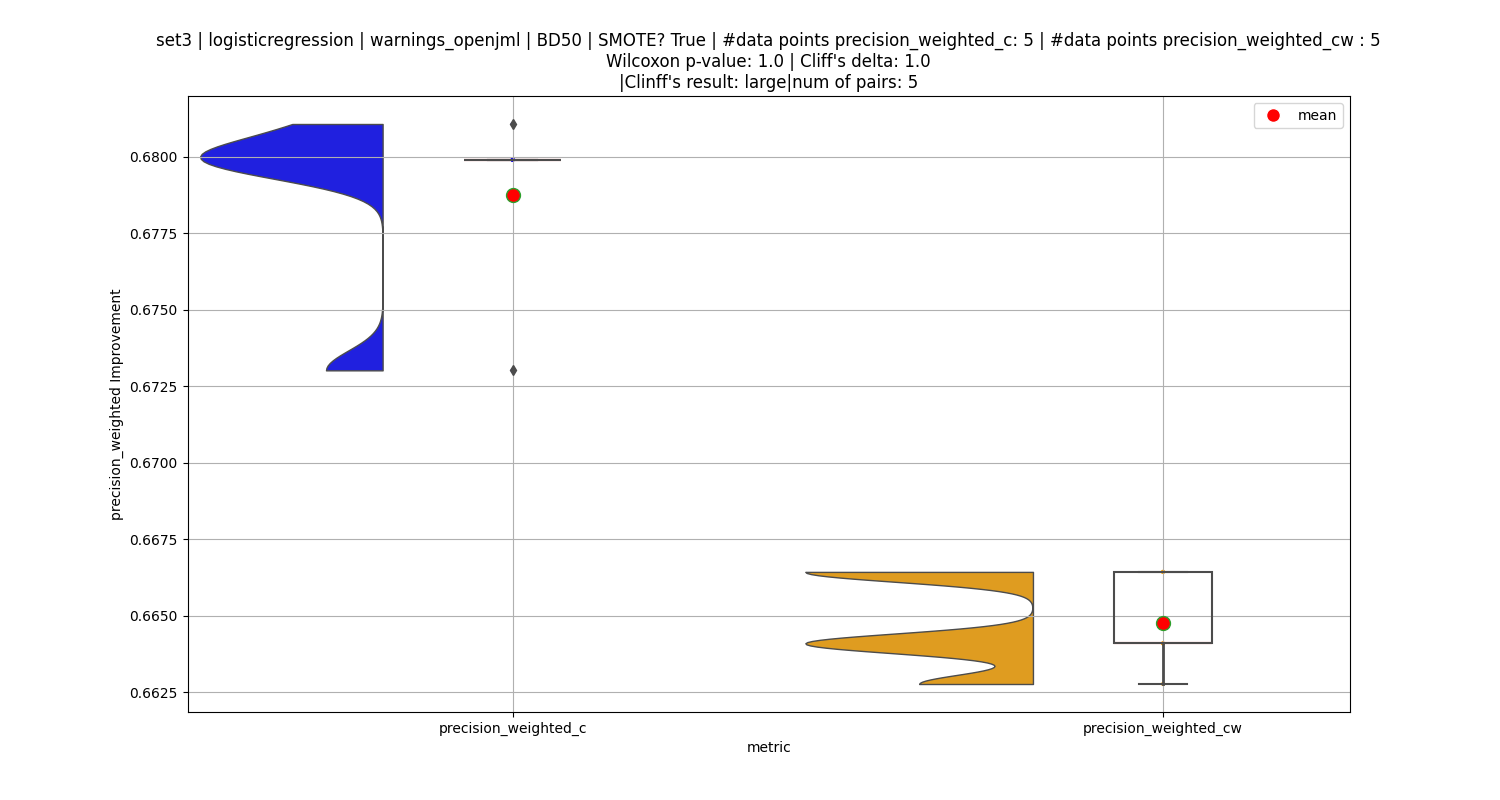 set3 | logisticregression | warnings_openjml | BD50 | SMOTE? True | #data points precision_weighted_c: 5 | #data points precision_weighted_cw : 5
Wilcoxon p-value: 1.0 | Cliff's delta: 1.0
|Clinff's result: large|num of pairs: 5
mean
0.6800
0.6775
0.6750
0.6725
0.6700
0.6675
0.6650
0.6625
precision_weighted Improvement
precision_weighted_c
precision_weighted_cw
metric